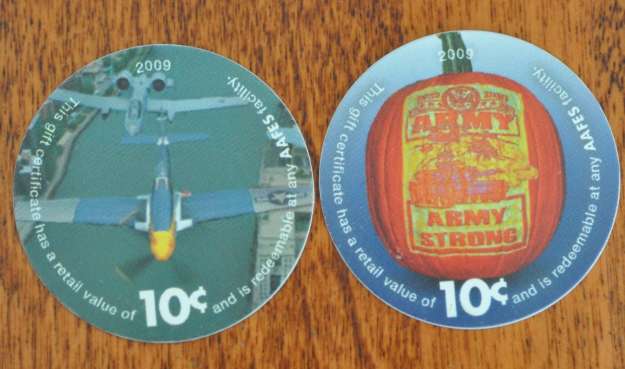 2009
This gift certificate has a retail value of 10¢ and is redeemable at any AAFES facility.
2009
This gift certificate has a retail value of 10¢ and is redeemable at any AAFES facility.
ARMY
ARMY
STRONG